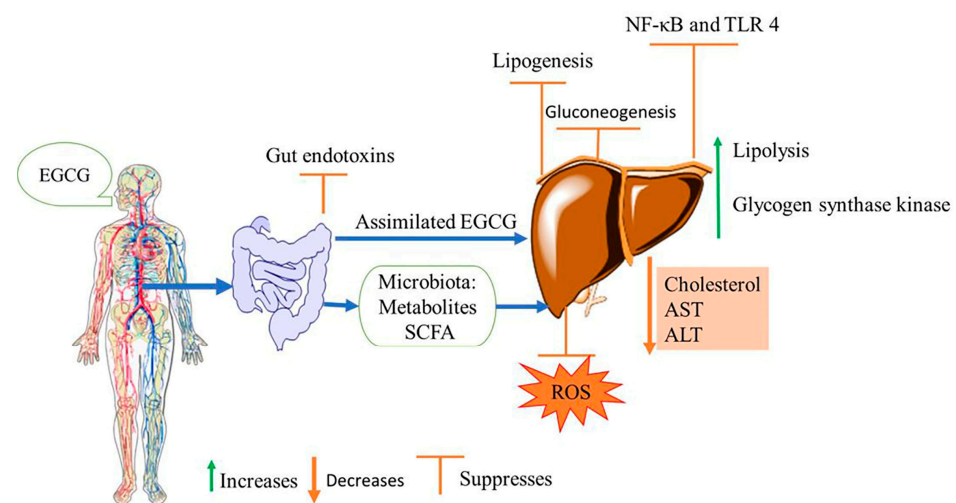 NF-κB and TLR 4
Lipogenesis
Gluconeogenesis
EGCG
Gut endotoxins
Lipolysis
Glycogen synthase kinase
Assimilated EGCG
Microbiota:
Metabolites
SCFA
Cholesterol
AST
ALT
ROS
Increases
Decreases
Suppresses